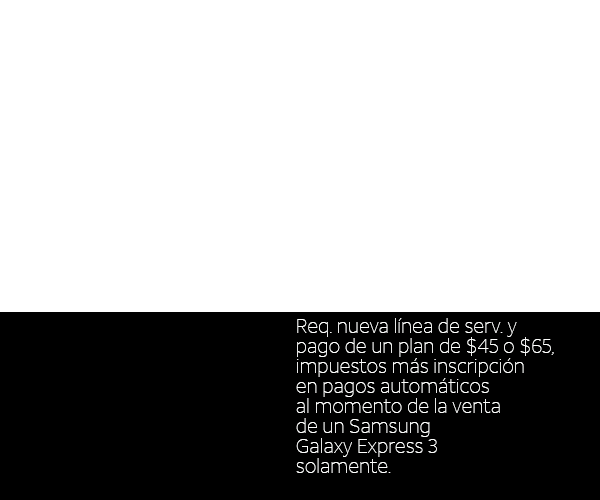 Req. nueva línea de serv. y
pago de un plan de $45 o $65,
impuestos más inscripción
en pagos automáticos
al momento de la venta
de un Samsung
Galaxy Express 3
solamente.